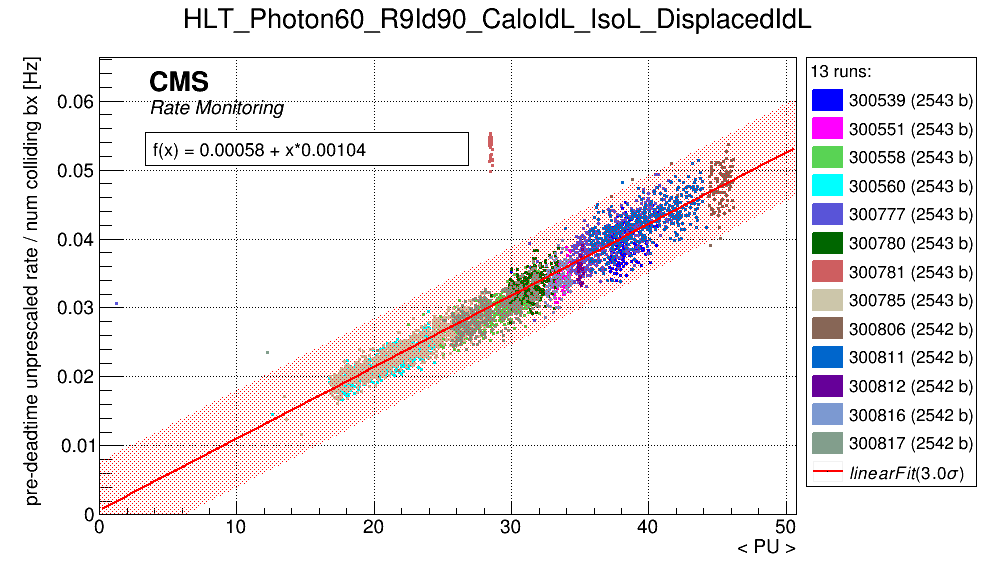 HLT_Photon60_R9Id90_CaloIdL_IsoL_DisplacedIdL
pre-deadtime unprescaled rate / num colliding bx [Hz]
CMS
Rate Monitoring
f(x) = 0.00058 + x*0.00104
0.06
0.05
0.04
0.03
0.02
0.01
0
0 10 20 30 40 50
< PU >
13 runs:
300539 (2543 b)
300551 (2543 b)
300558 (2543 b)
300560 (2543 b)
300777 (2543 b)
300780 (2543 b)
300781 (2543 b)
300785 (2543 b)
300806 (2542 b)
300811 (2542 b)
300812 (2542 b)
300816 (2542 b)
300817 (2542 b)
linearFit(3.0σ)